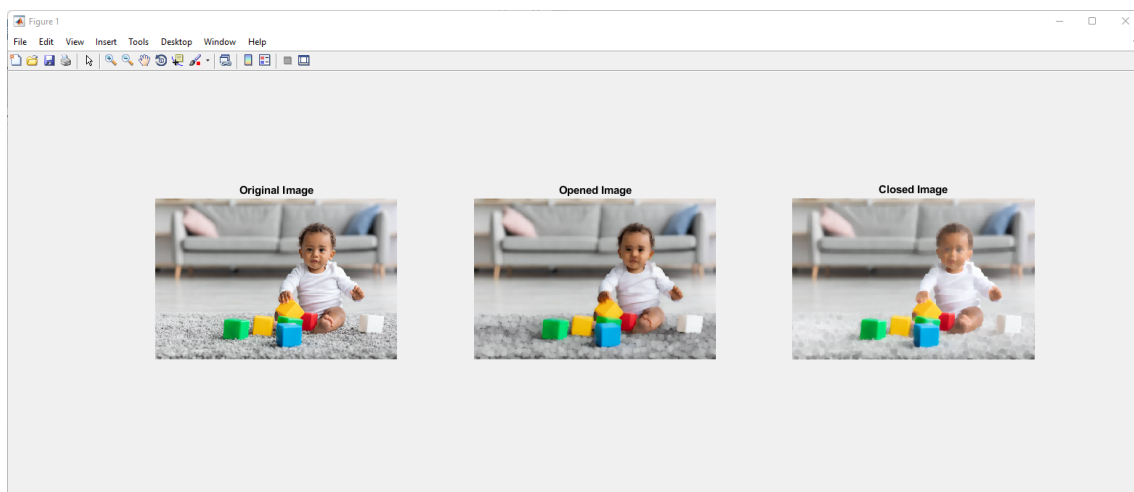 Figure 1
File Edit View Insert Tools Desktop Window Help
Original Image Opened Image Closed Image